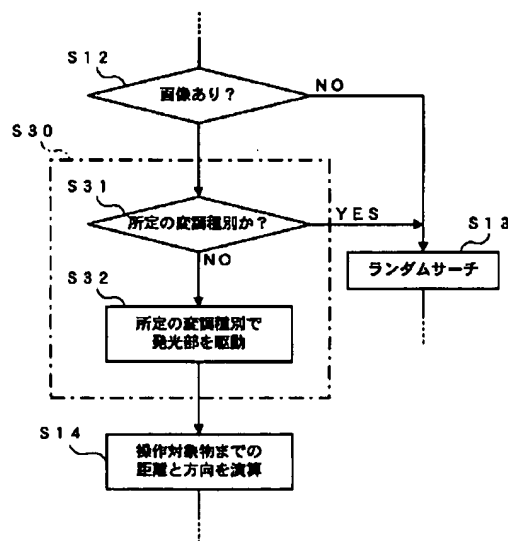 S12
画像あり?
NO
S30
S31
所定の変調種別か?
YES
S13
NO
ランダムサーチ
S32
所定の変調種別で
発光部を駆動
S14
操作対象物までの
距離と方向を演算